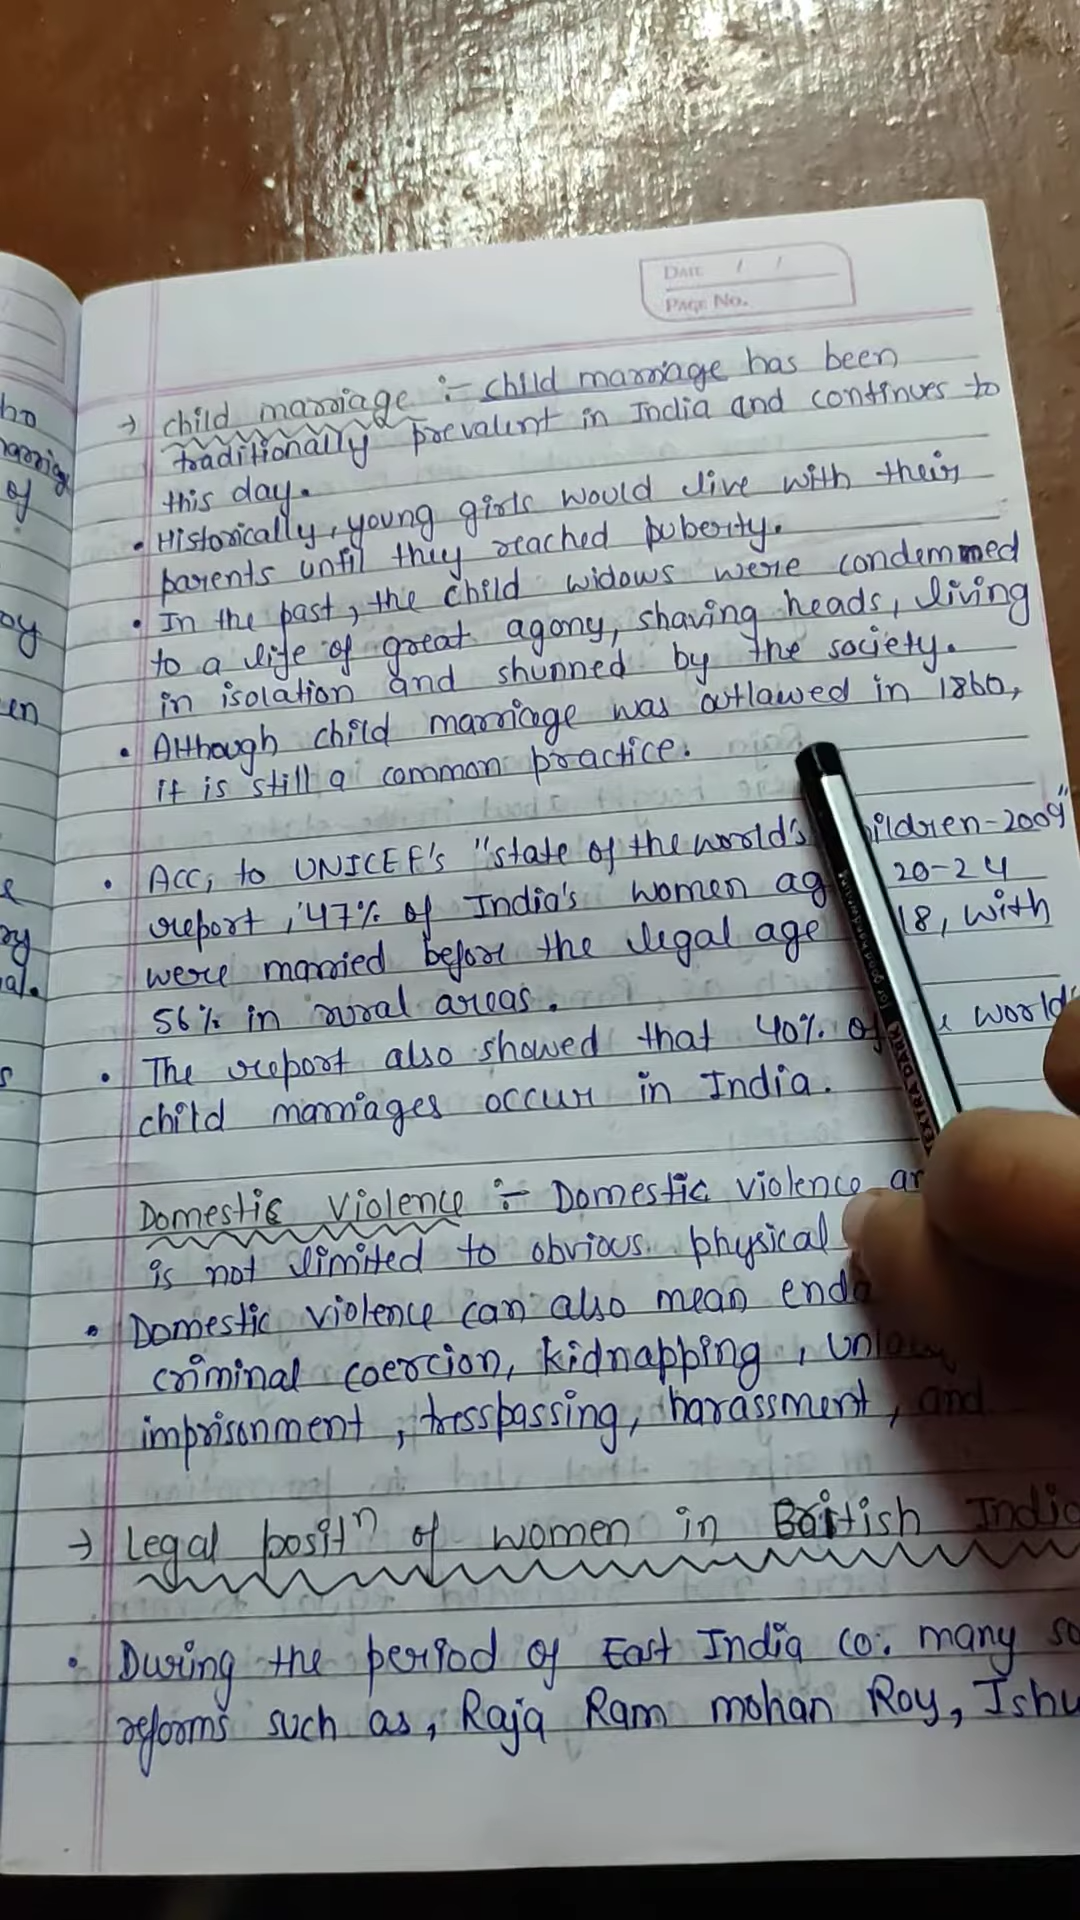 DATE / /
PAGE No.
→ child marriage :- child marriage has been
traditionally prevalent in India and continues to
this day.
• Historically, young girls would live with their
parents until they reached puberty.
• In the past, the child widows were condemmed
to a life of great agony, shaving heads, living
in isolation and shunned by the society.
• Although child marriage was outlawed in 1860,
it is still a common practice.
• Acc, to UNICEF's "state of the world's children-2009"
report, 47% of India's women 20-24
were married before the legal age 18, with
56% in rural areas.
• The report also showed that 40% of world's
child marriages occur in India.
Domestic Violence :- Domestic violence
is not limited to obvious physical
• Domestic violence can also mean
criminal coercion, kidnapping,
imprisonment, tresspassing, harassment, and
→ Legal positⁿ of women in British India
• During the period of East India co. many
reforms such as, Raja Ram mohan Roy,